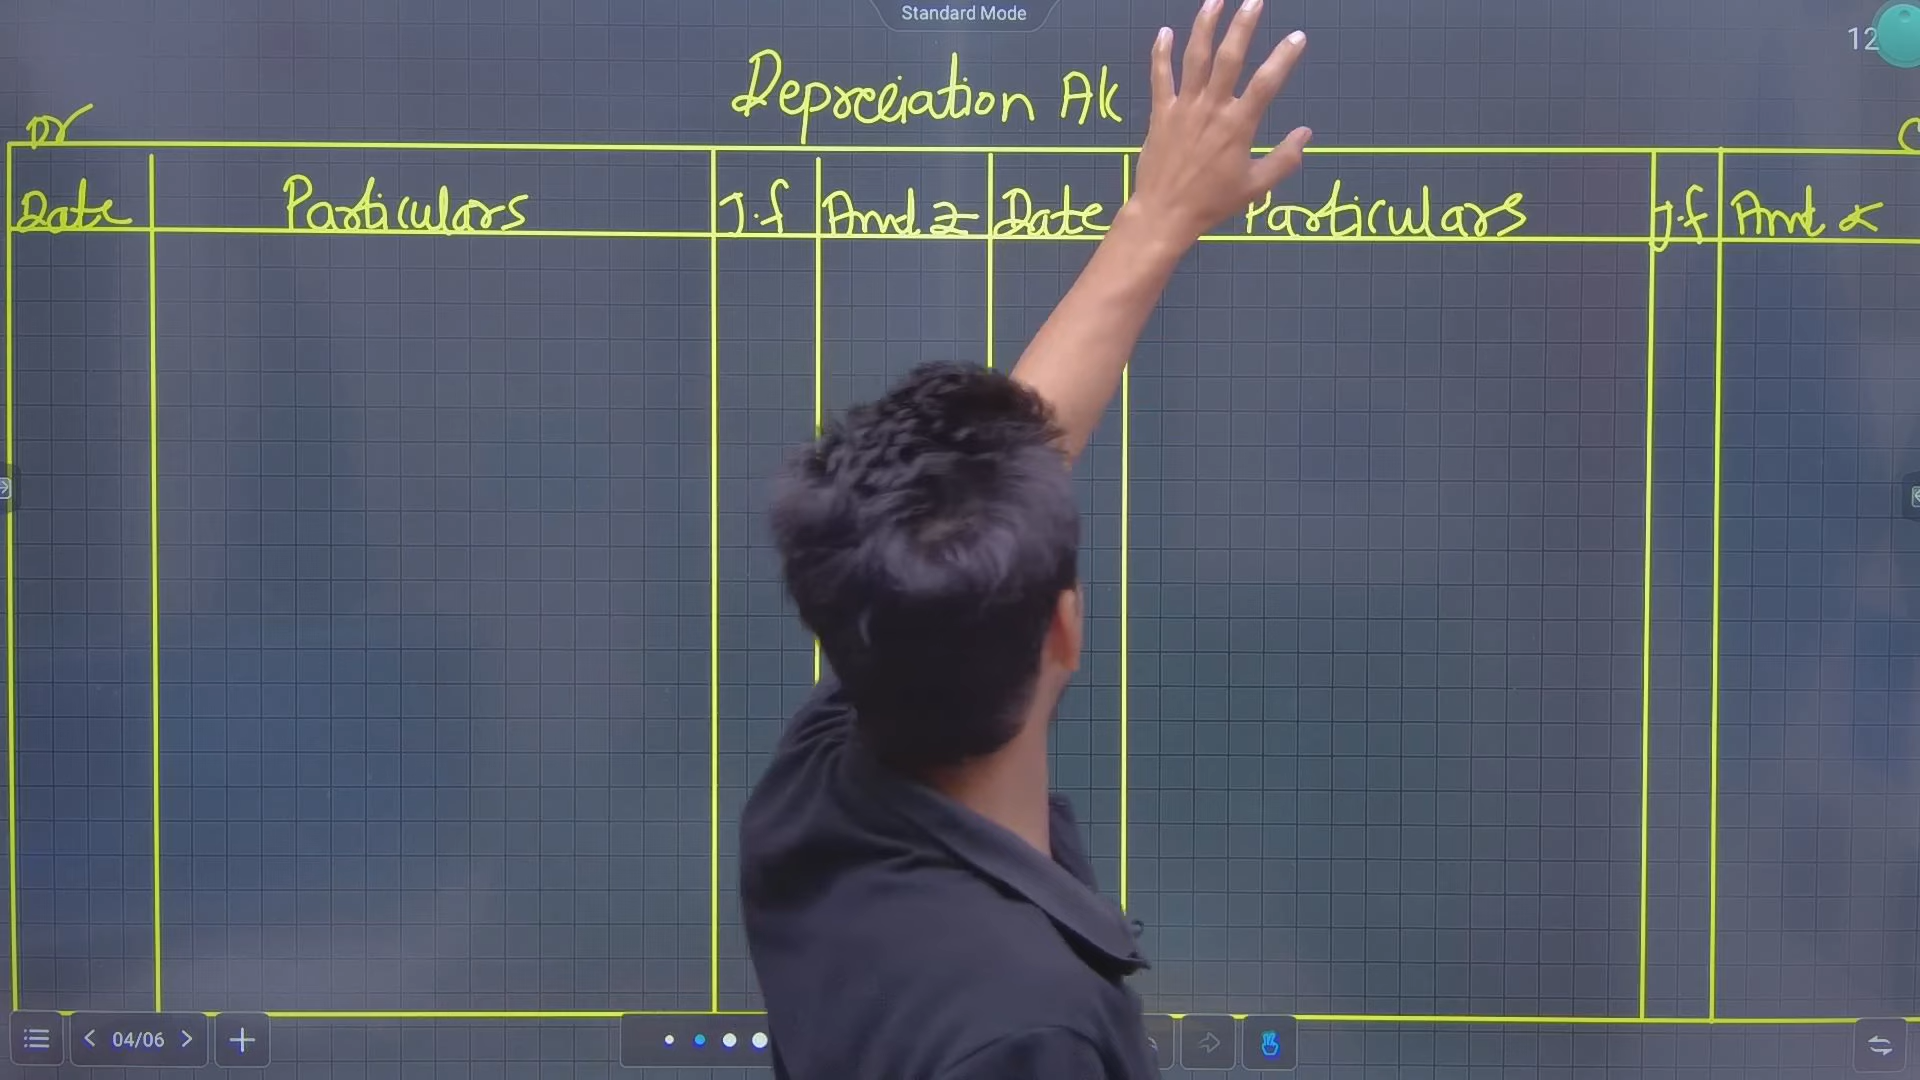 Standard Mode
12
Depreciation A/c
Dr
Date Particulars J.f Amt ₹ Date Particulars J.f Amt ₹
04/06